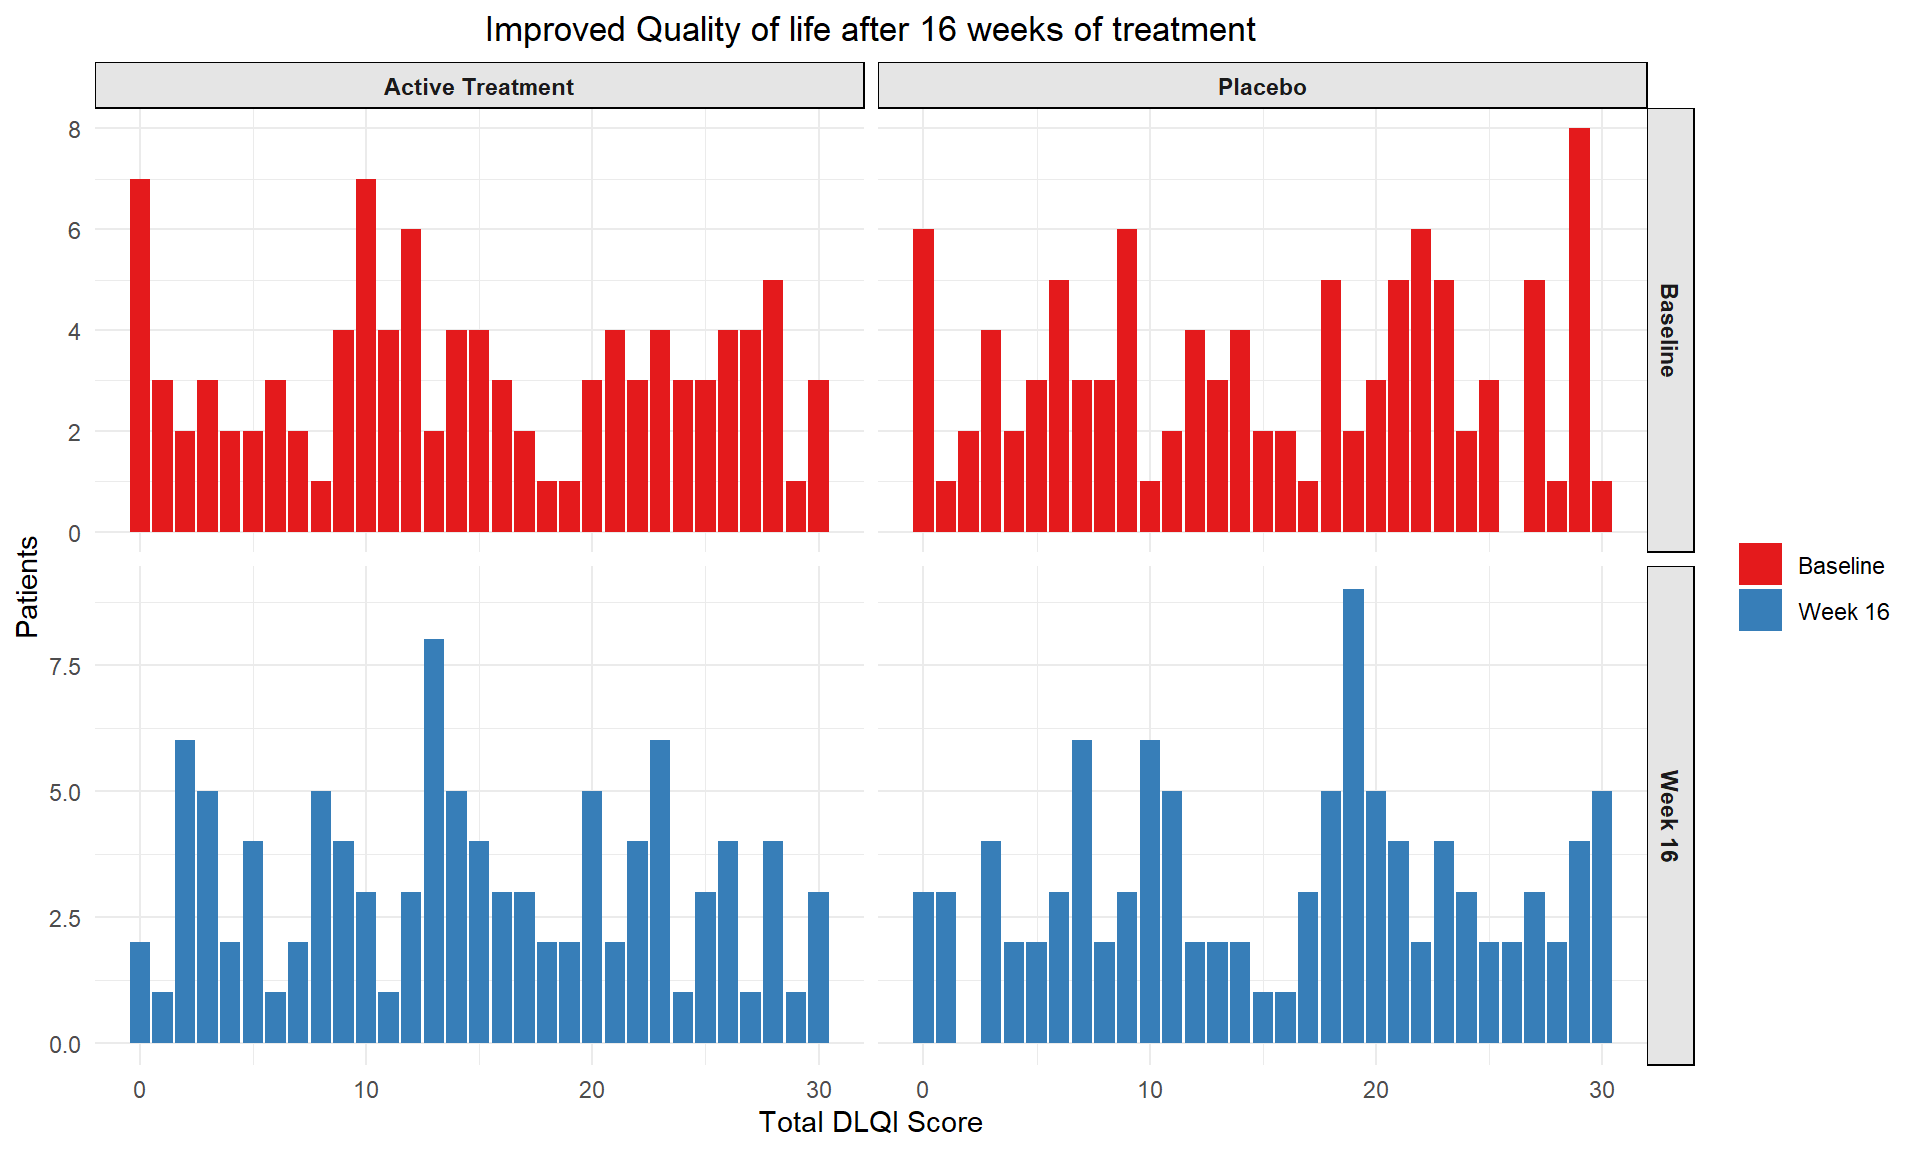 Improved Quality of life after 16 weeks of treatment
Active Treatment
Placebo
8
6
4
2
0
Baseline
Patients
7.5
5.0
2.5
0.0
Week 16
0 10 20 30
0 10 20 30
Total DLQI Score
Baseline
Week 16